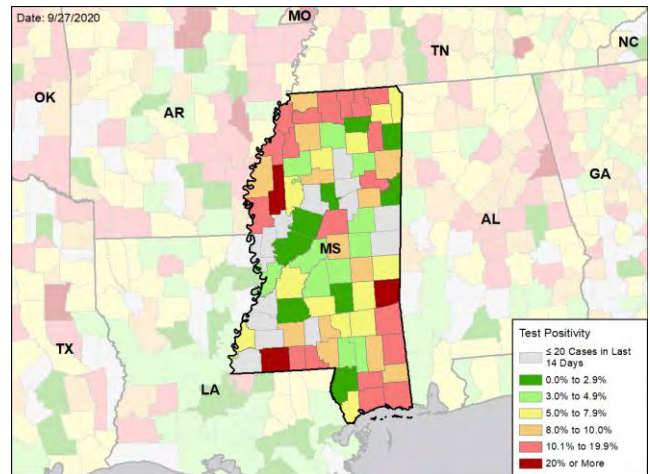 Date: 9/27/2020
MO
TN
NC
OK
AR
GA
AL
MS
TX
LA
Test Positivity
≤ 20 Cases in Last
14 Days
0.0% to 2.9%
3.0% to 4.9%
5.0% to 7.9%
8.0% to 10.0%
10.1% to 19.9%
20% or More